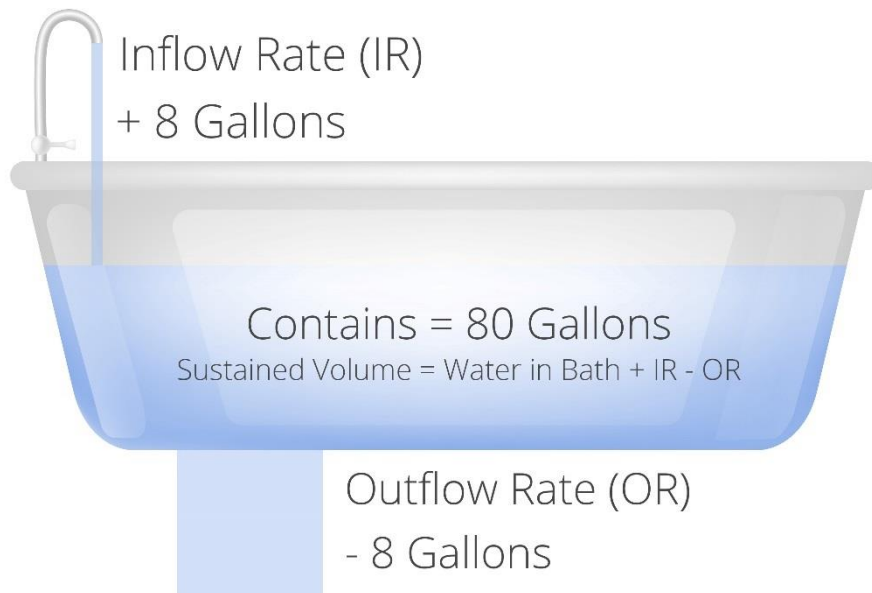 Inflow Rate (IR)
+ 8 Gallons
Contains = 80 Gallons
Sustained Volume = Water in Bath + IR - OR
Outflow Rate (OR)
- 8 Gallons